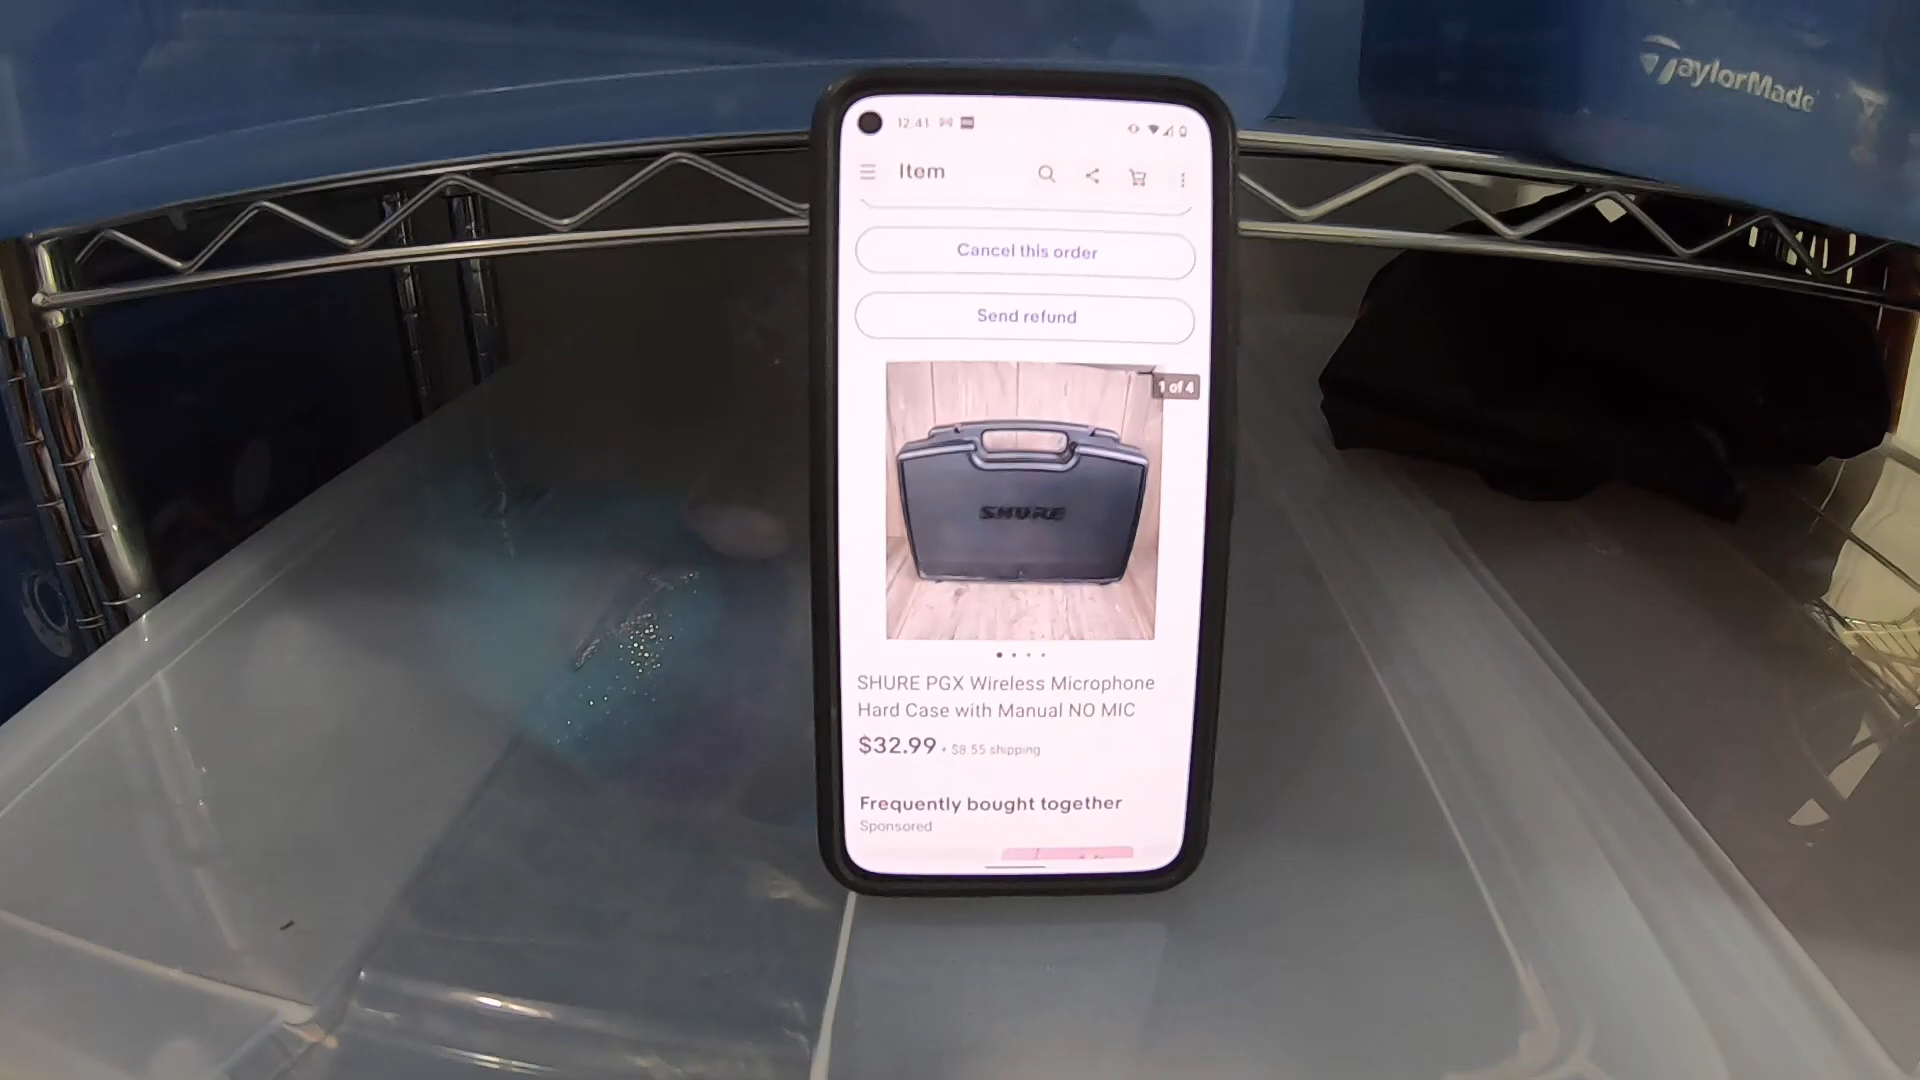 TaylorMade
12:41
Item
Cancel this order
Send refund
1 of 4
SHURE
SHURE PGX Wireless Microphone
Hard Case with Manual NO MIC
$32.99 • $8.55 shipping
Frequently bought together
Sponsored